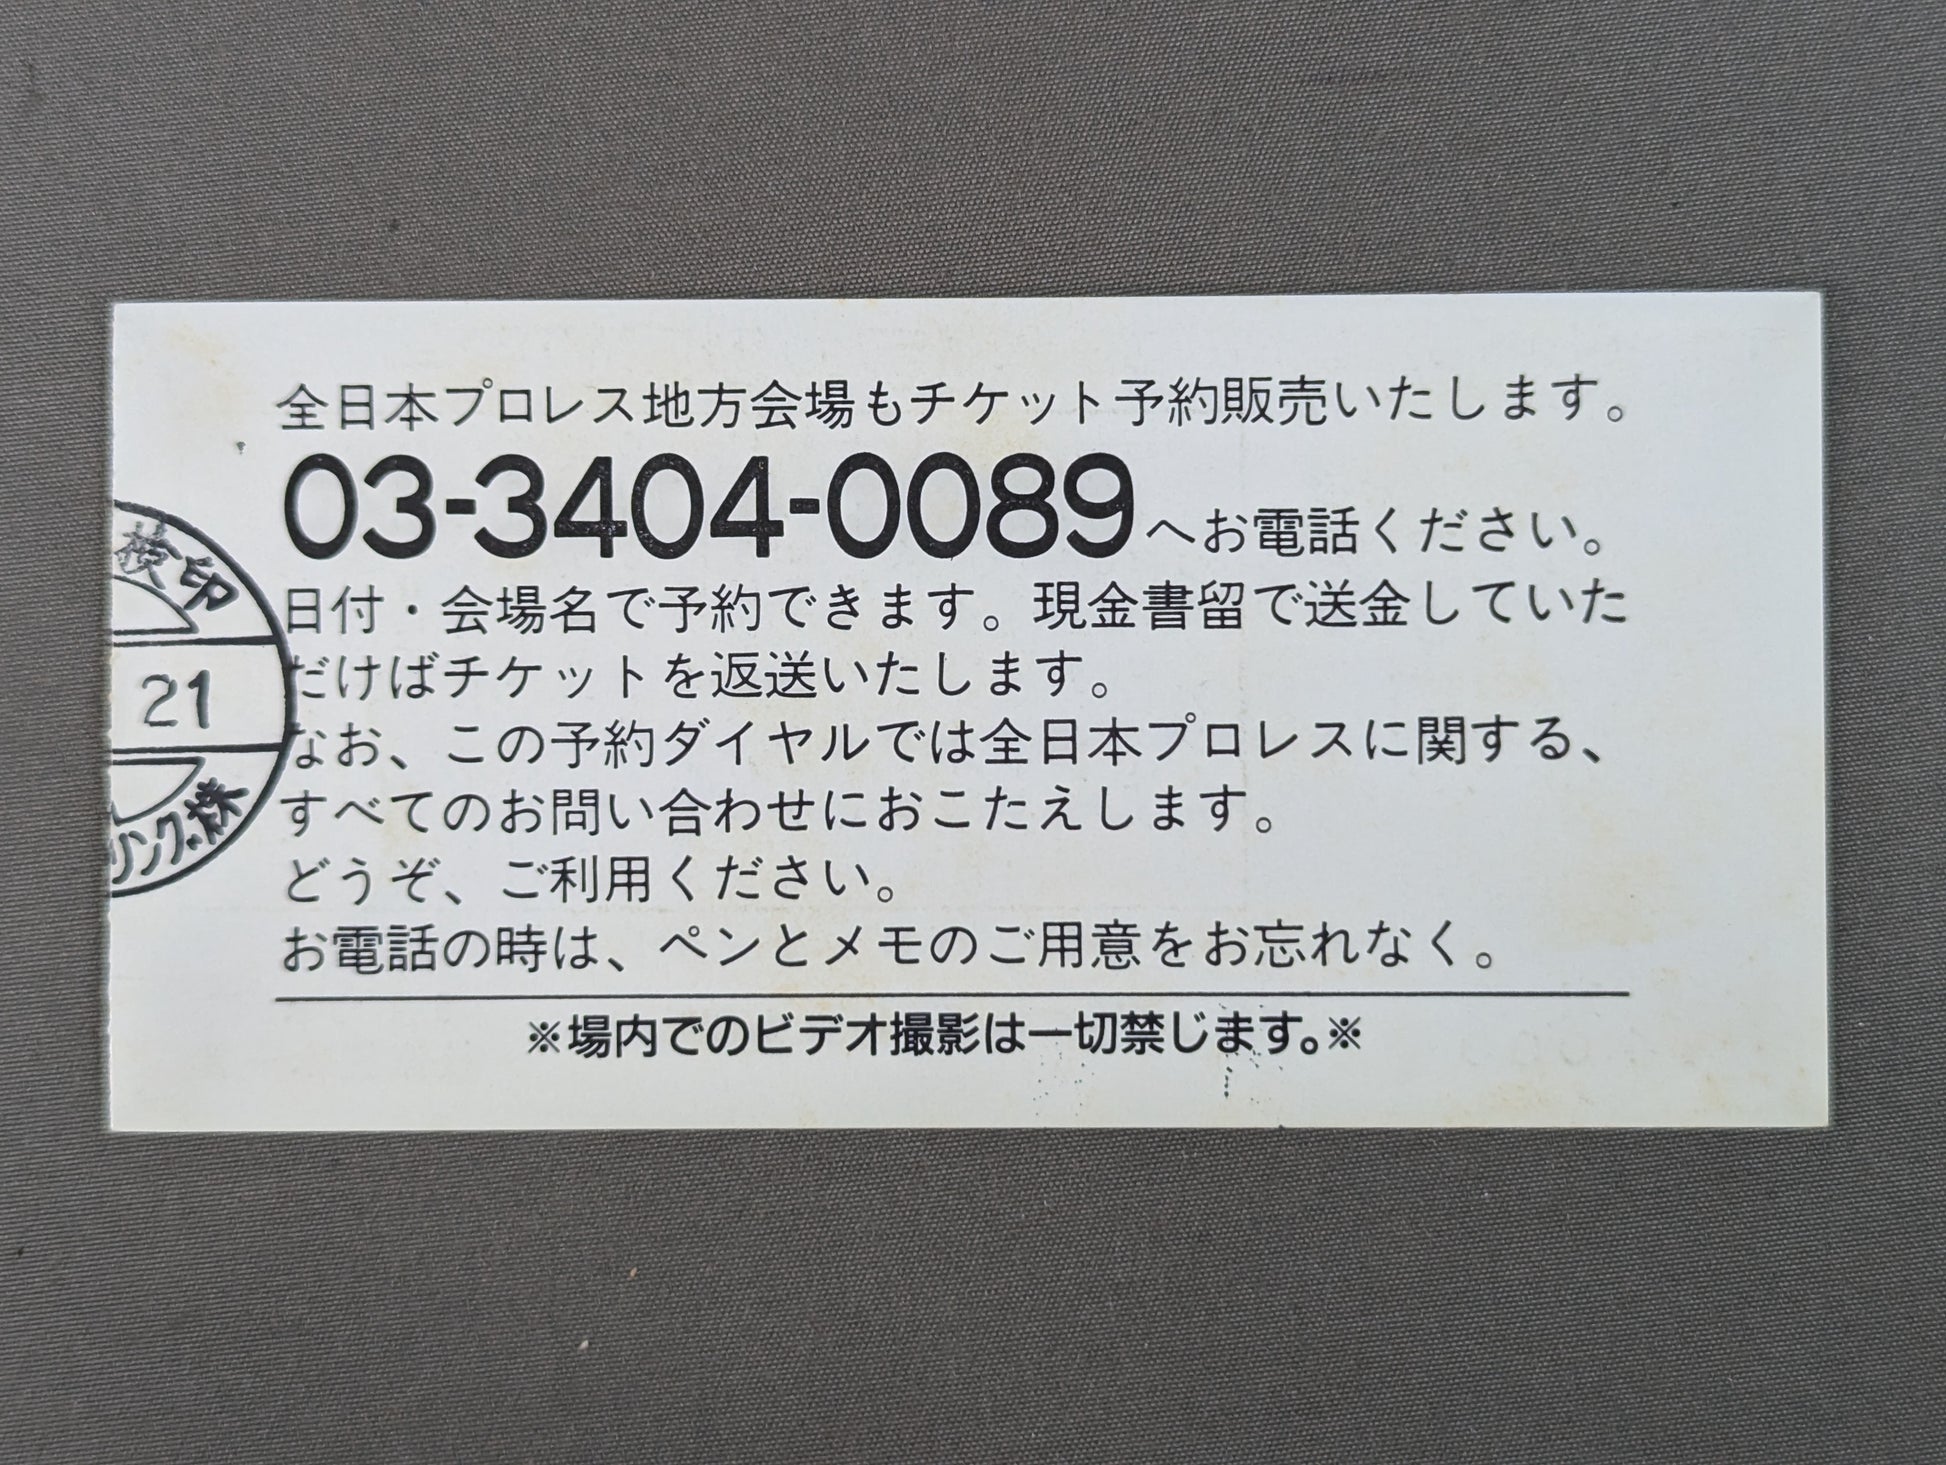 全日本プロレス地方会場もチケット予約販売いたします。
03-3404-0089へお電話ください。
日付・会場名で予約できます。現金書留で送金していた
だけばチケットを返送いたします。
なお、この予約ダイヤルでは全日本プロレスに関する、
すべてのお問い合わせにおこたえします。
どうぞ、ご利用ください。
お電話の時は、ペンとメモのご用意をお忘れなく。
※場内でのビデオ撮影は一切禁じます。※
検印
21
リング株